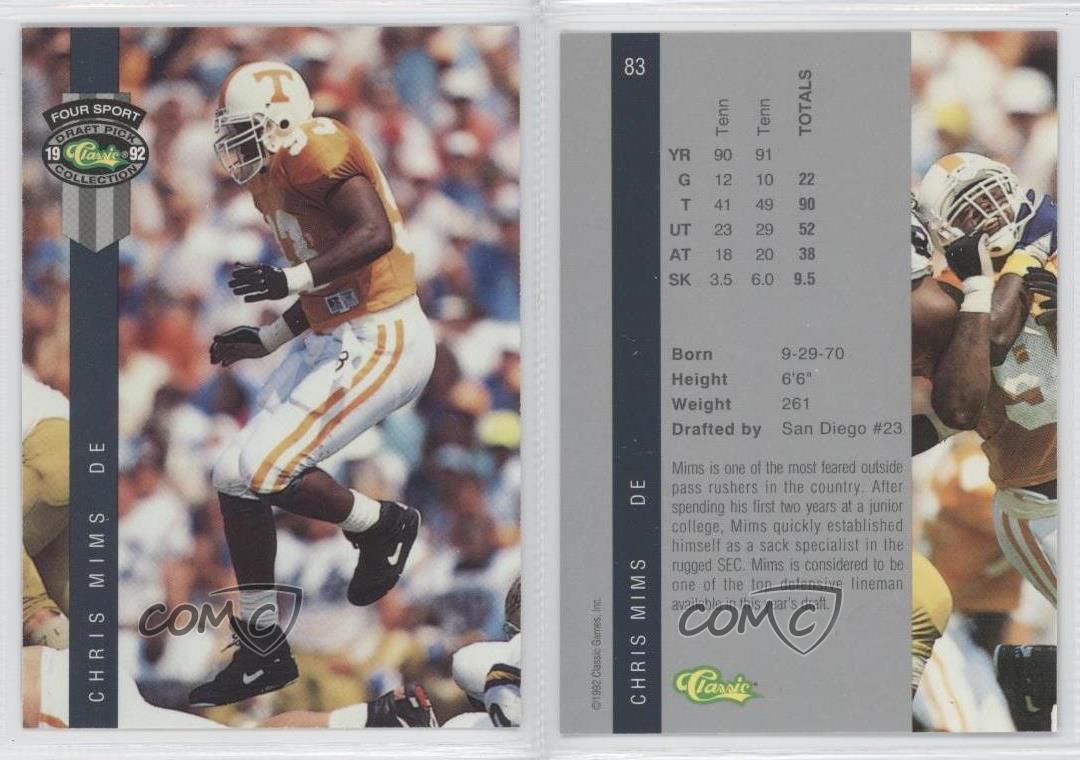 FOUR SPORT
DRAFT PICK
19 Classic® 92
COLLECTION
T
CHRIS MIMS DE
COMC
83
Tenn Tenn TOTALS
YR 90 91
G 12 10 22
T 41 49 90
UT 23 29 52
AT 18 20 38
SK 3.5 6.0 9.5
Born 9-29-70
Height 6'6"
Weight 261
Drafted by San Diego #23
Mims is one of the most feared outside
pass rushers in the country. After
spending his first two years at a junior
college, Mims quickly established
himself as a sack specialist in the
rugged SEC. Mims is considered to be
one of the top defensive lineman
available in this year's draft.
COMC
Classic®
CHRIS MIMS DE
©1992 Classic Games, Inc.